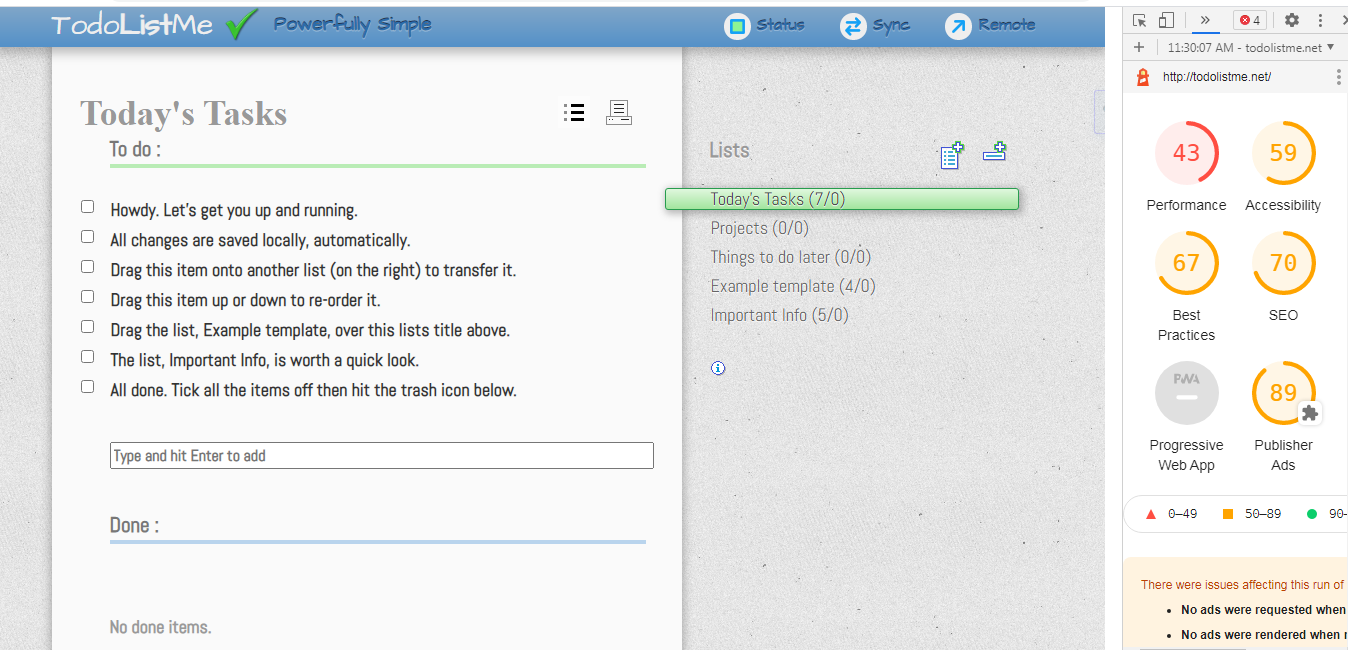 TodoListMe Powerfully Simple
Status Sync Remote
Today's Tasks
To do :
Howdy. Let's get you up and running.
All changes are saved locally, automatically.
Drag this item onto another list (on the right) to transfer it.
Drag this item up or down to re-order it.
Drag the list, Example template, over this lists title above.
The list, Important Info, is worth a quick look.
All done. Tick all the items off then hit the trash icon below.
Type and hit Enter to add
Done :
No done items.
Lists
Today's Tasks (7/0)
Projects (0/0)
Things to do later (0/0)
Example template (4/0)
Important Info (5/0)
4
11:30:07 AM - todolistme.net
http://todolistme.net/
43 59
Performance Accessibility
67 70
Best Practices SEO
PWA 89
Progressive Web App Publisher Ads
0–49 50–89 90-
There were issues affecting this run of
No ads were requested when
No ads were rendered when